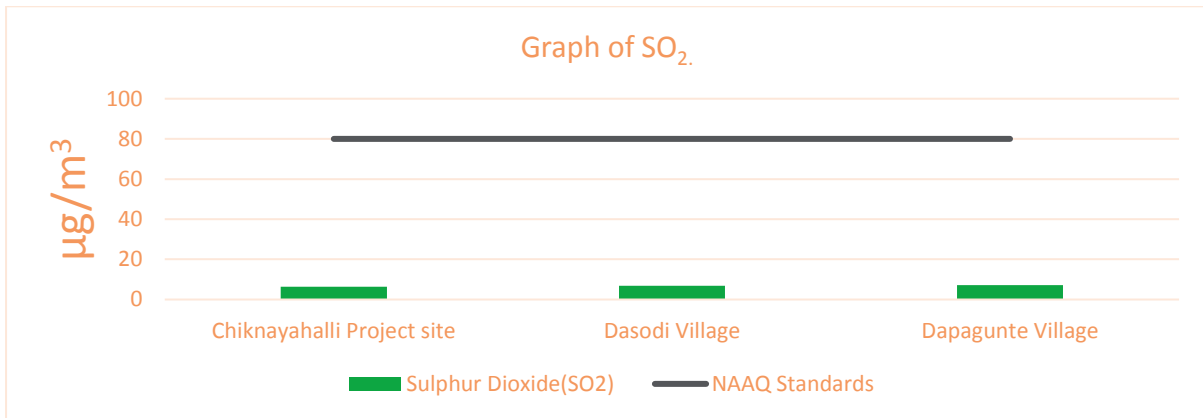 Graph of SO₂.
µg/m³
100
80
60
40
20
0
Chiknayahalli Project site Dasodi Village Dapagunte Village
Sulphur Dioxide(SO2) NAAQ Standards